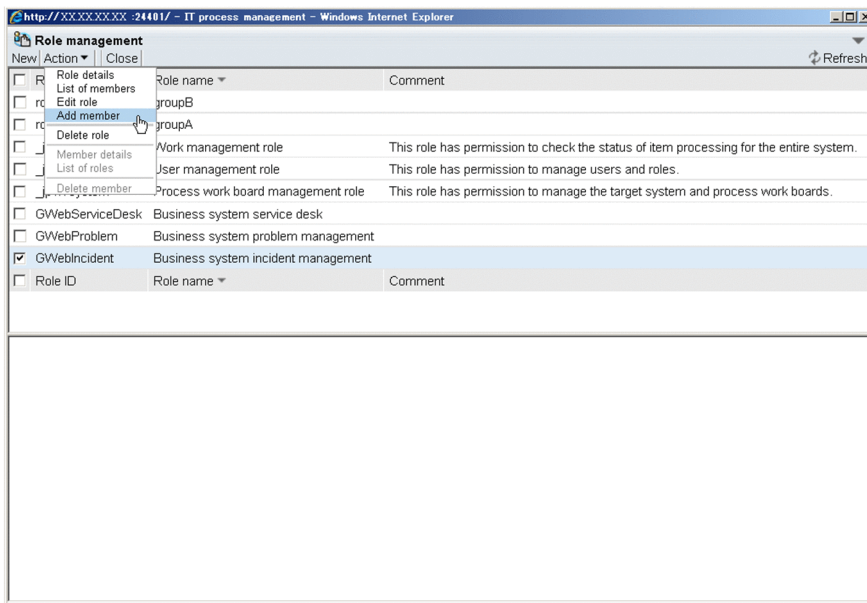 http://XX.XX.XX.XX :24401/ - IT process management - Windows Internet Explorer
Role management
New Action Close Refresh
Role details
List of members
Edit role
Add member
Delete role
Member details
List of roles
Delete member
Role name Comment
groupB
groupA
Work management role This role has permission to check the status of item processing for the entire system.
User management role This role has permission to manage users and roles.
Process work board management role This role has permission to manage the target system and process work boards.
GWebServiceDesk Business system service desk
GWebProblem Business system problem management
GWebIncident Business system incident management
Role ID Role name Comment